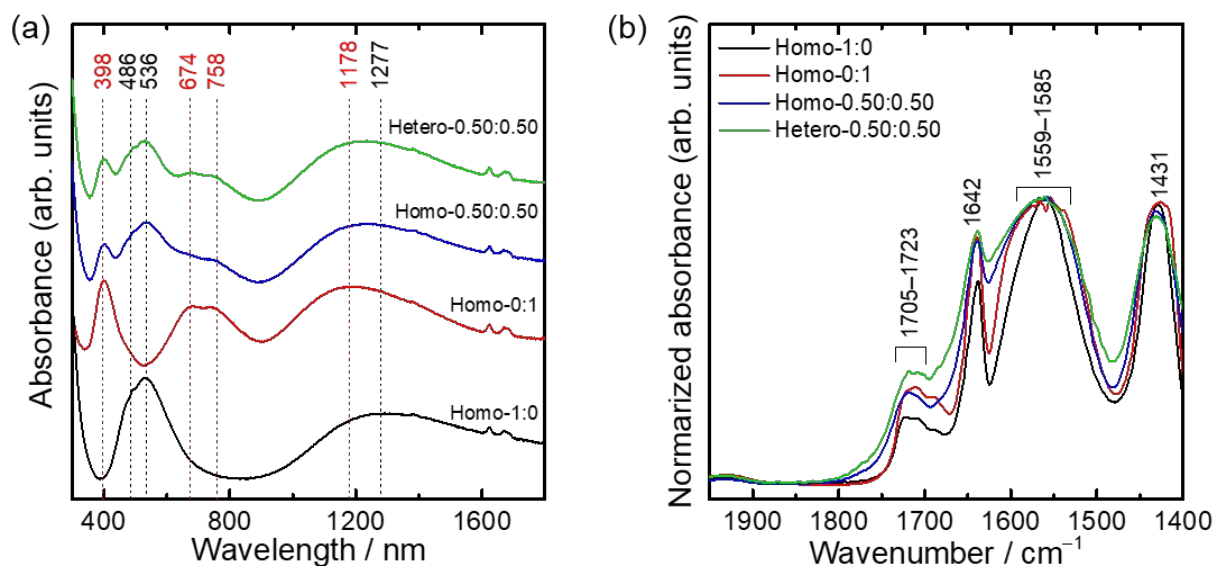 (a)
Absorbance (arb. units)
398
486
536
674
758
1178
1277
Hetero-0.50:0.50
Homo-0.50:0.50
Homo-0:1
Homo-1:0
400
800
1200
1600
Wavelength / nm
(b)
Normarized absorbance (arb. units)
Homo-1:0
Homo-0:1
Homo-0.50:0.50
Hetero-0.50:0.50
1705–1723
1642
1559–1585
1431
1900
1800
1700
1600
1500
1400
Wavenumber / cm⁻¹